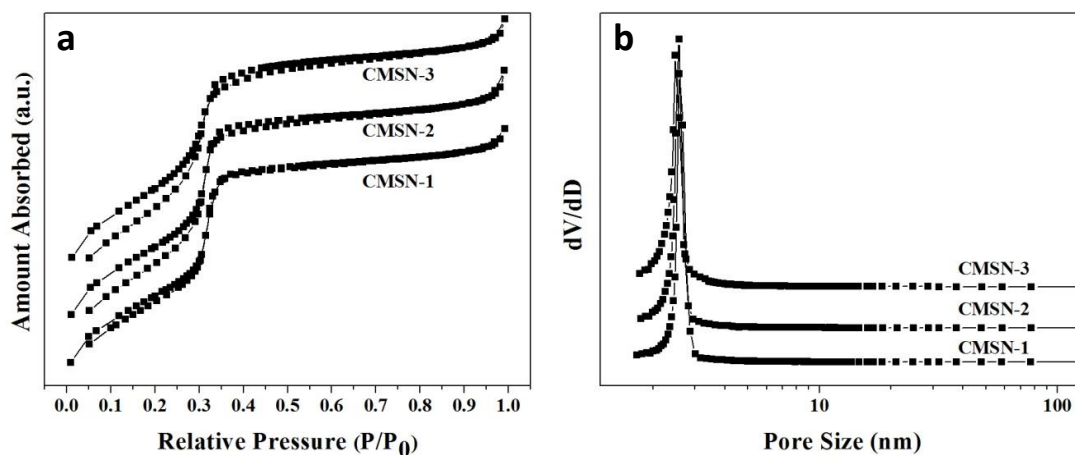 a
CMSN-3
CMSN-2
CMSN-1
Amount Absorbed (a.u.)
0.0 0.1 0.2 0.3 0.4 0.5 0.6 0.7 0.8 0.9 1.0
Relative Pressure (P/P0)
b
dV/dD
CMSN-3
CMSN-2
CMSN-1
10 100
Pore Size (nm)